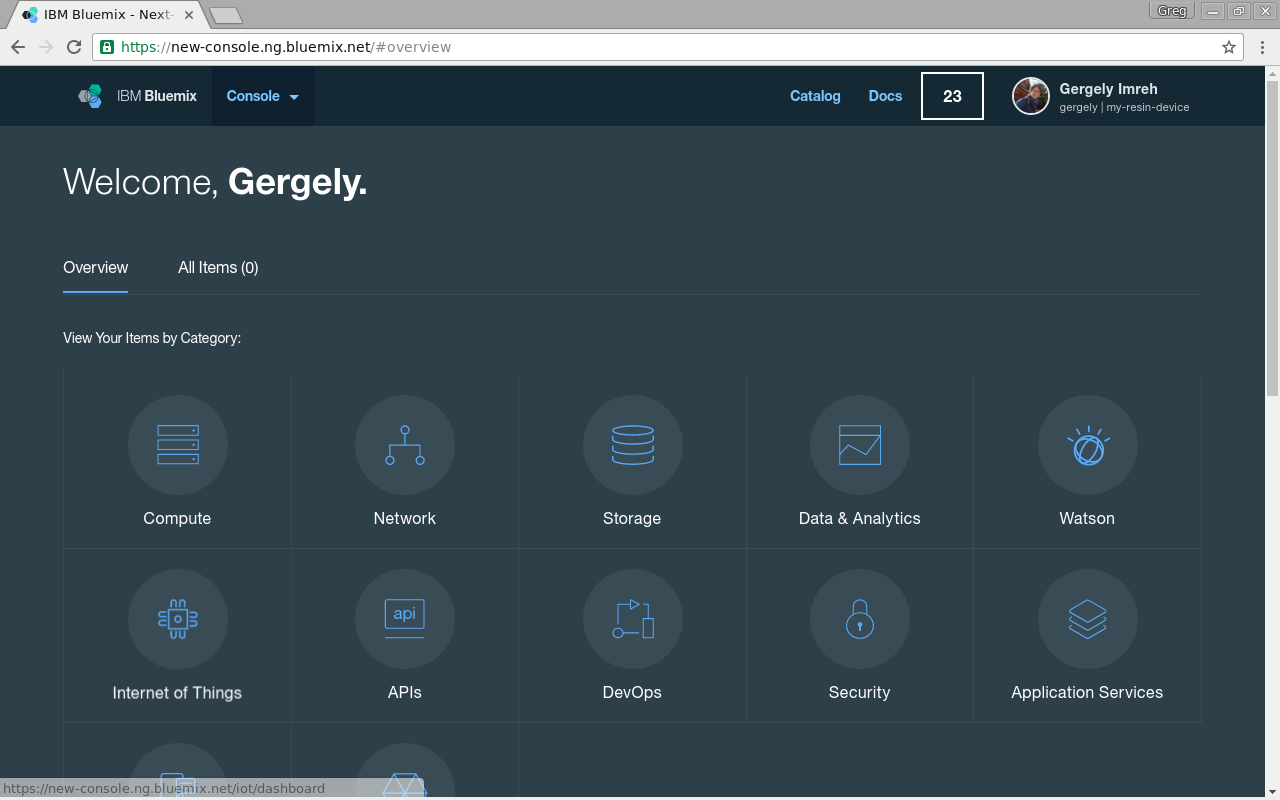 IBM Bluemix - Next-
Greg
https://new-console.ng.bluemix.net/#overview
IBM Bluemix
Console
Catalog
Docs
23
Gergely Imreh
gergely | my-resin-device
Welcome, Gergely.
Overview
All Items (0)
View Your Items by Category:
Compute
Network
Storage
Data & Analytics
Watson
api
Internet of Things
APIs
DevOps
Security
Application Services
https://new-console.ng.bluemix.net/iot/dashboard